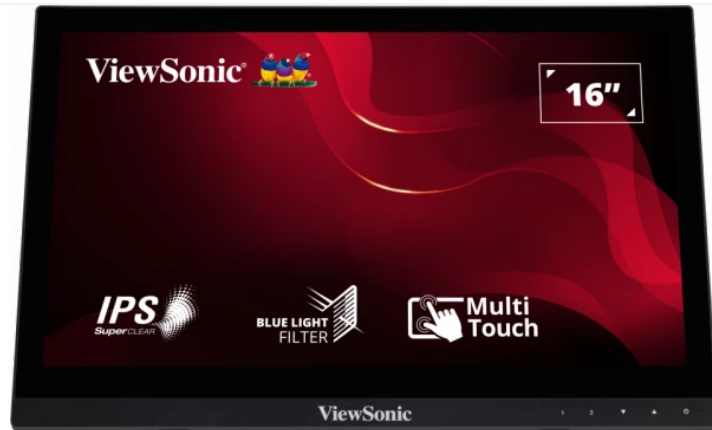 ViewSonic®
16”
IPS
SuperCLEAR
BLUE LIGHT
FILTER
Multi
Touch
ViewSonic
1 2 ▼ ▲ ⏻